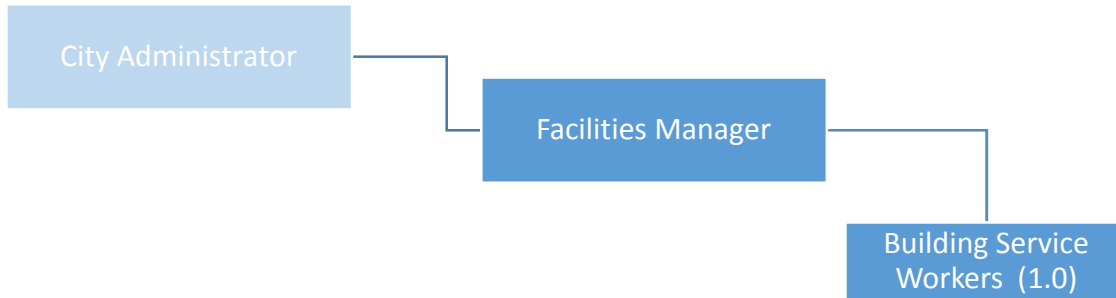 City Administrator
Facilities Manager
Building Service
Workers  (1.0)